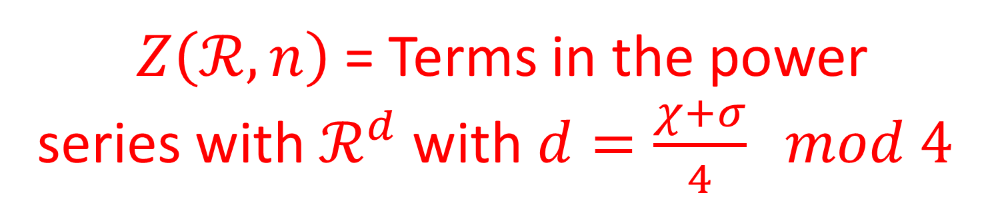 𝑍(ℛ, 𝑛) = Terms in the power
series with ℛ^𝑑 with 𝑑 = (χ+σ)/4 𝑚𝑜𝑑 4